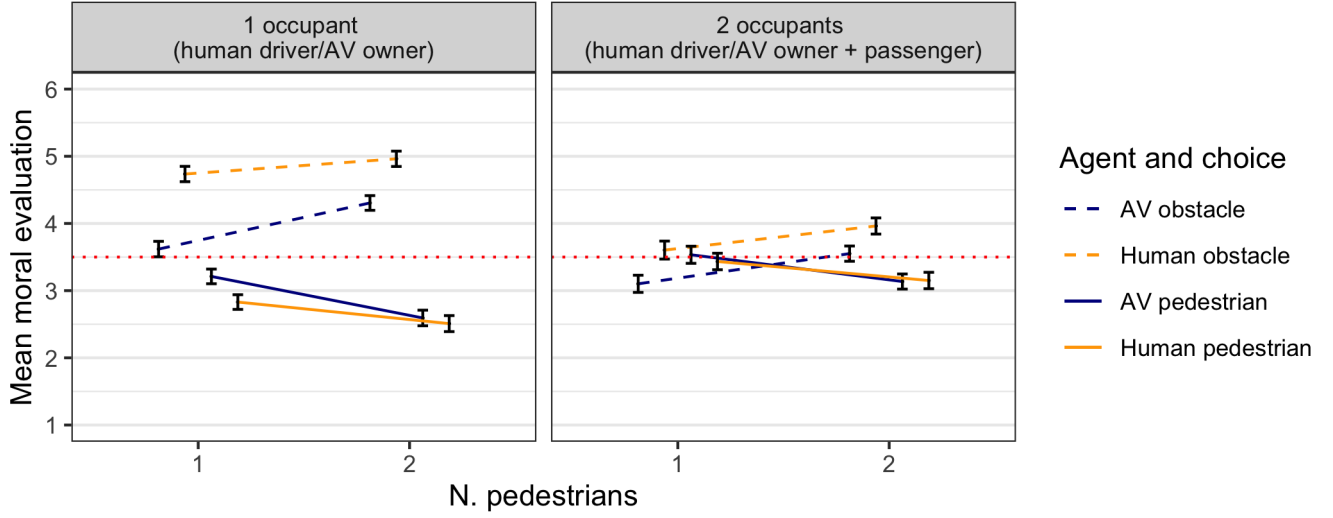 1 occupant
(human driver/AV owner)
2 occupants
(human driver/AV owner + passenger)
Mean moral evaluation
6
5
4
3
2
1
1
2
1
2
N. pedestrians
Agent and choice
AV obstacle
Human obstacle
AV pedestrian
Human pedestrian